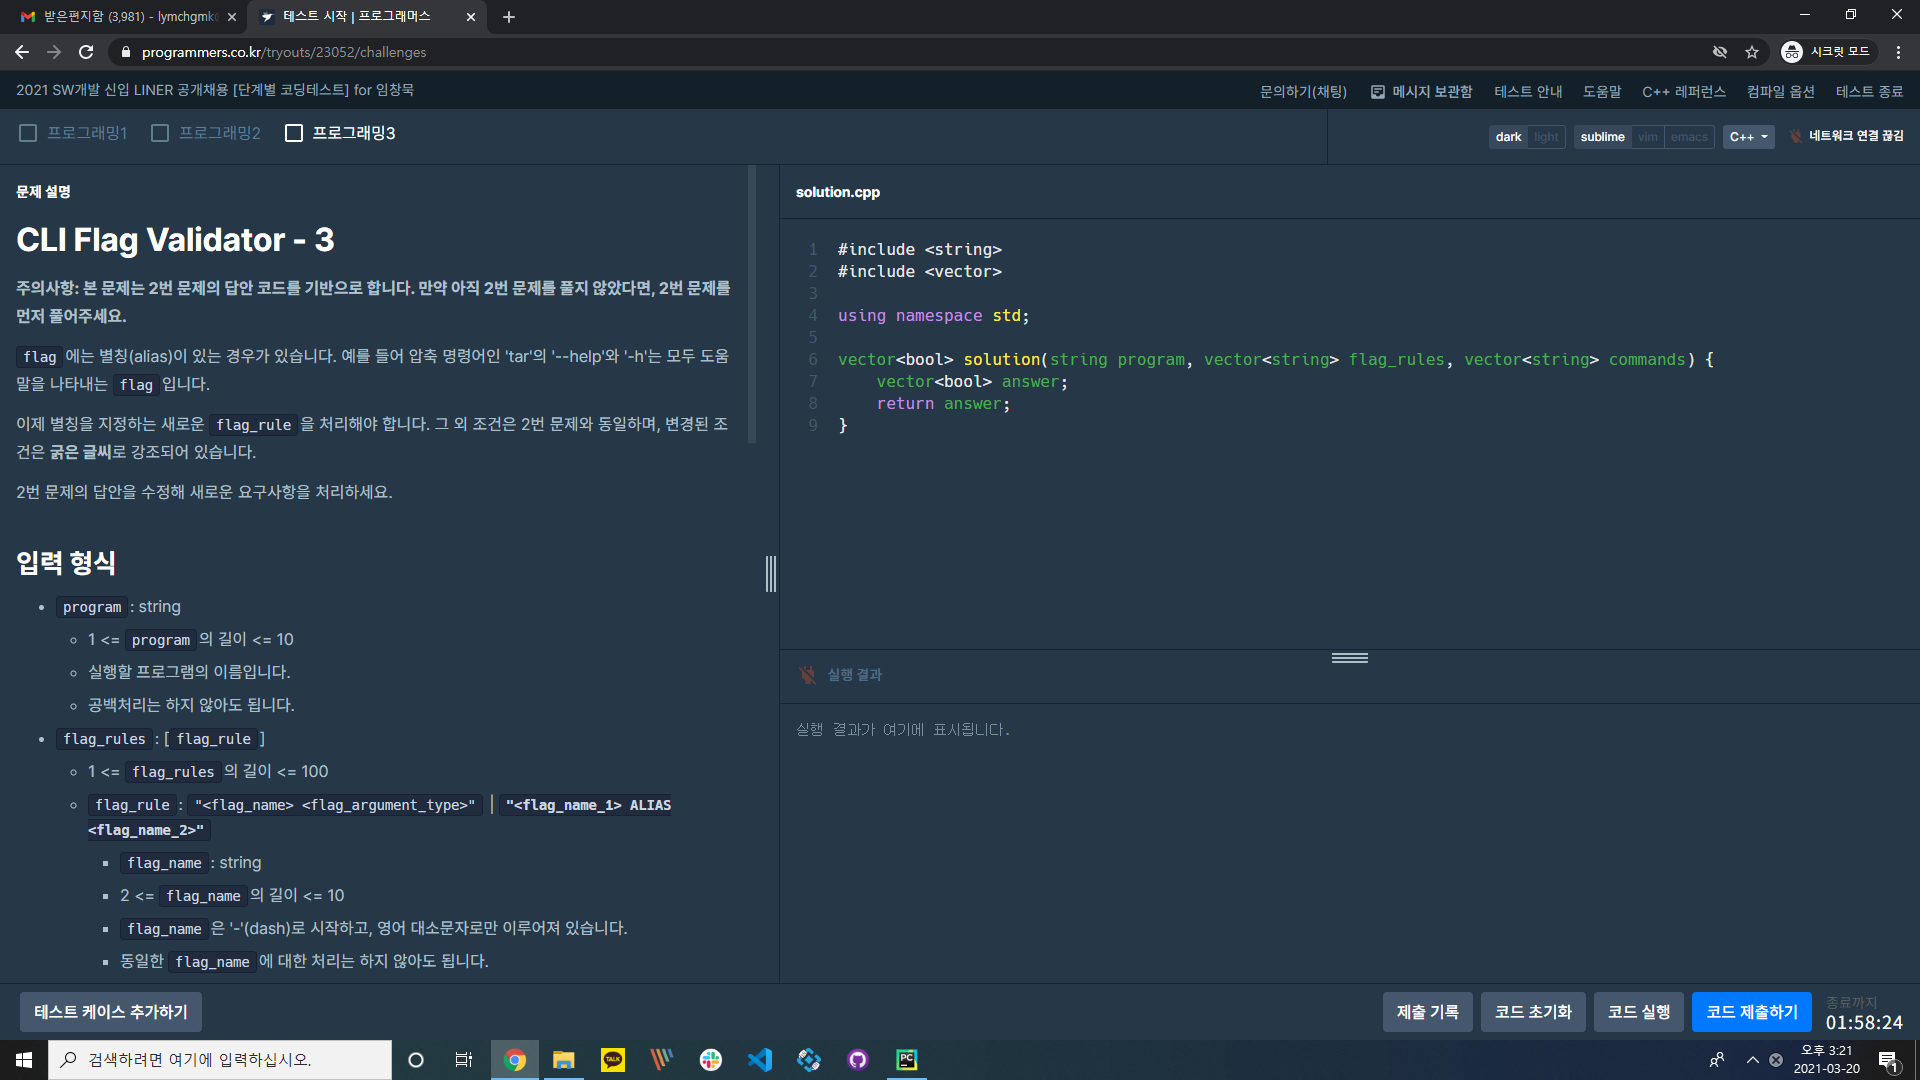 받은편지함 (3,981) - lymchgmk
테스트 시작 | 프로그래머스
programmers.co.kr/tryouts/23052/challenges
시크릿 모드
2021 SW개발 신입 LINER 공개채용 [단계별 코딩테스트] for 임창묵
문의하기(채팅) 메시지 보관함 테스트 안내 도움말 C++ 레퍼런스 컴파일 옵션 테스트 종료
프로그래밍1 프로그래밍2 프로그래밍3
dark light sublime vim emacs C++ 네트워크 연결 끊김
문제 설명
CLI Flag Validator - 3
주의사항: 본 문제는 2번 문제의 답안 코드를 기반으로 합니다. 만약 아직 2번 문제를 풀지 않았다면, 2번 문제를
먼저 풀어주세요.
flag 에는 별칭(alias)이 있는 경우가 있습니다. 예를 들어 압축 명령어인 'tar'의 '--help'와 '-h'는 모두 도움
말을 나타내는 flag 입니다.
이제 별칭을 지정하는 새로운 flag_rule 을 처리해야 합니다. 그 외 조건은 2번 문제와 동일하며, 변경된 조
건은 굵은 글씨로 강조되어 있습니다.
2번 문제의 답안을 수정해 새로운 요구사항을 처리하세요.
입력 형식
• program : string
◦ 1 <= program 의 길이 <= 10
◦ 실행할 프로그램의 이름입니다.
◦ 공백처리는 하지 않아도 됩니다.
• flag_rules : [ flag_rule ]
◦ 1 <= flag_rules 의 길이 <= 100
◦ flag_rule : "<flag_name> <flag_argument_type>" | "<flag_name_1> ALIAS
<flag_name_2>"
▪ flag_name : string
▪ 2 <= flag_name 의 길이 <= 10
▪ flag_name 은 '-'(dash)로 시작하고, 영어 대소문자로만 이루어져 있습니다.
▪ 동일한 flag_name 에 대한 처리는 하지 않아도 됩니다.
solution.cpp
1 #include <string>
2 #include <vector>
3
4 using namespace std;
5
6 vector<bool> solution(string program, vector<string> flag_rules, vector<string> commands) {
7     vector<bool> answer;
8     return answer;
9 }
실행 결과
실행 결과가 여기에 표시됩니다.
테스트 케이스 추가하기
제출 기록 코드 초기화 코드 실행 코드 제출하기
종료까지
01:58:24
검색하려면 여기에 입력하십시오.
TALK
PC
오후 3:21
2021-03-20
1